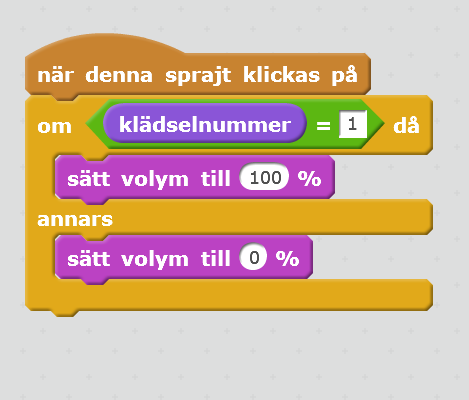 när denna sprajt klickas på
om klädselnummer = 1 då
sätt volym till 100 %
annars
sätt volym till 0 %